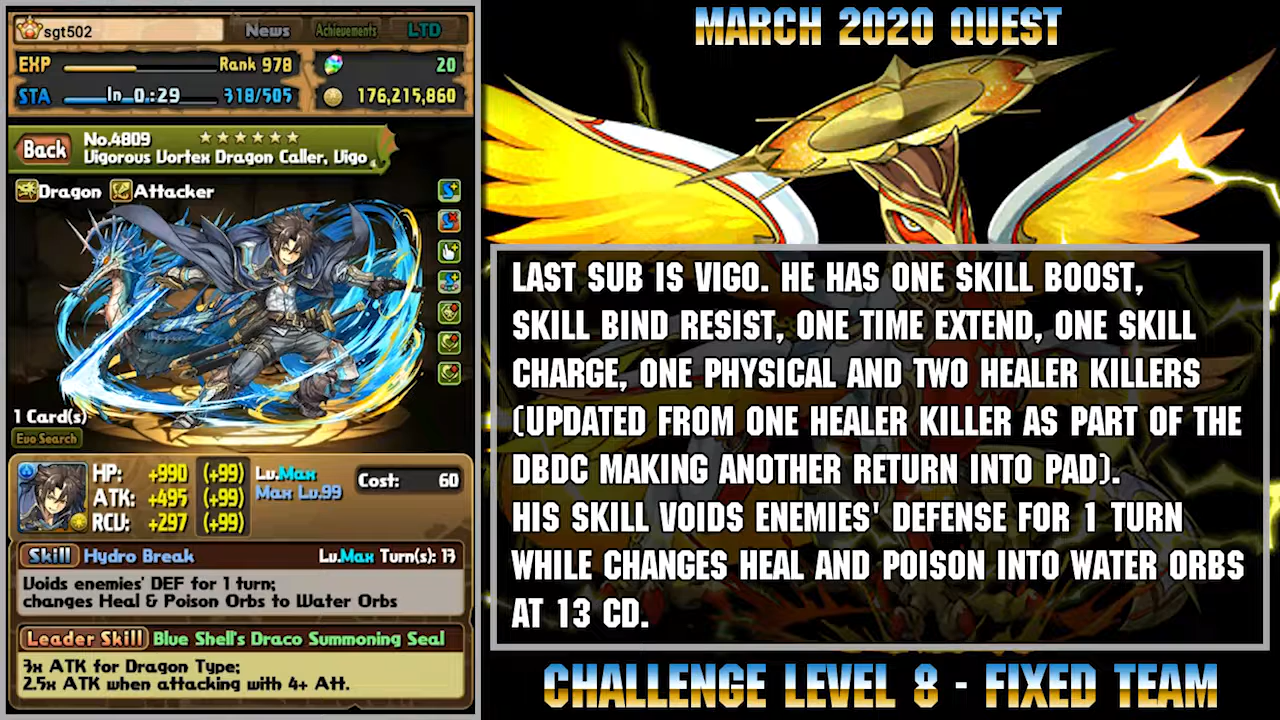 sgt502
News
Achievements
LTD
EXP
Rank 978
20
STA
In 0:29
318/505
176,215,860
Back
No.4809
★★★★★★
Vigorous Vortex Dragon Caller, Vigo
Dragon
Attacker
1 Card(s)
Evo Search
HP: +990 (+99)
ATK: +495 (+99)
RCV: +297 (+99)
Lv.Max
Max Lv.99
Cost: 60
Skill Hydro Break Lv.Max Turn(s): 13
Voids enemies' DEF for 1 turn;
changes Heal & Poison Orbs to Water Orbs
Leader Skill Blue Shell's Draco Summoning Seal
3x ATK for Dragon Type;
2.5x ATK when attacking with 4+ Att.
MARCH 2020 QUEST
LAST SUB IS VIGO. HE HAS ONE SKILL BOOST,
SKILL BIND RESIST, ONE TIME EXTEND, ONE SKILL
CHARGE, ONE PHYSICAL AND TWO HEALER KILLERS
(UPDATED FROM ONE HEALER KILLER AS PART OF THE
DBDC MAKING ANOTHER RETURN INTO PAD).
HIS SKILL VOIDS ENEMIES' DEFENSE FOR 1 TURN
WHILE CHANGES HEAL AND POISON INTO WATER ORBS
AT 13 CD.
CHALLENGE LEVEL 8 - FIXED TEAM